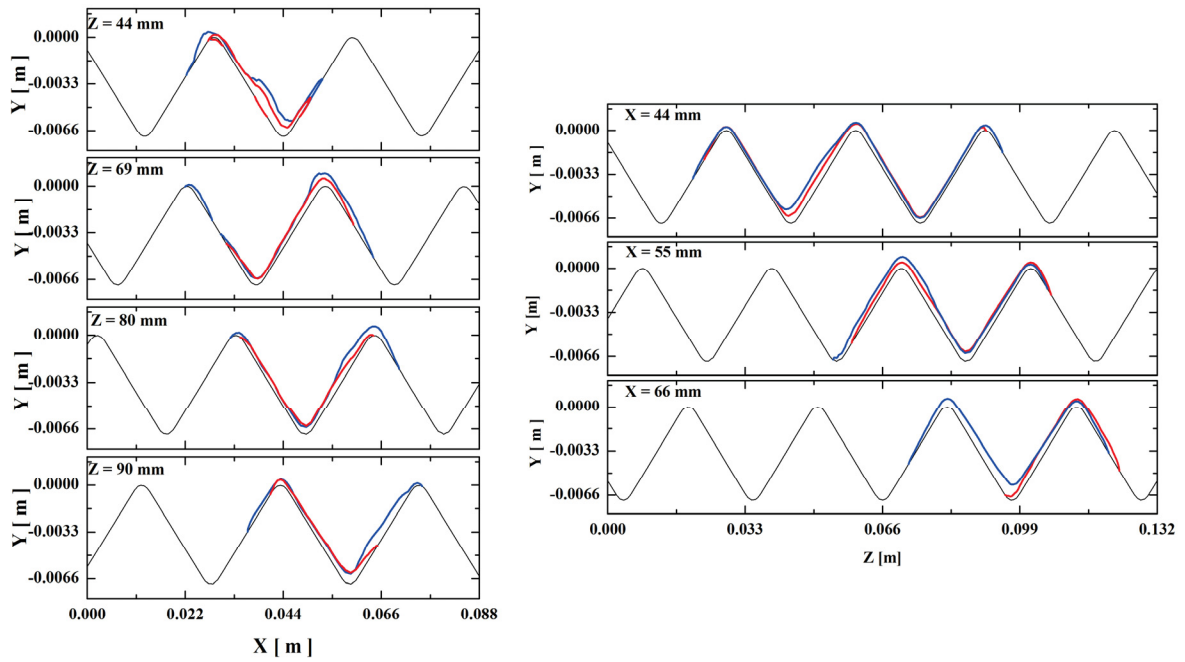 Z = 44 mm
0.0000
-0.0033
-0.0066
Y [ m ]
Z = 69 mm
0.0000
-0.0033
-0.0066
Y [ m ]
Z = 80 mm
0.0000
-0.0033
-0.0066
Y [ m ]
Z = 90 mm
0.0000
-0.0033
-0.0066
Y [ m ]
0.000 0.022 0.044 0.066 0.088
X [ m ]
X = 44 mm
0.0000
-0.0033
-0.0066
Y [ m ]
X = 55 mm
0.0000
-0.0033
-0.0066
Y [m]
X = 66 mm
0.0000
-0.0033
-0.0066
Y [ m ]
0.000 0.033 0.066 0.099 0.132
Z [m]